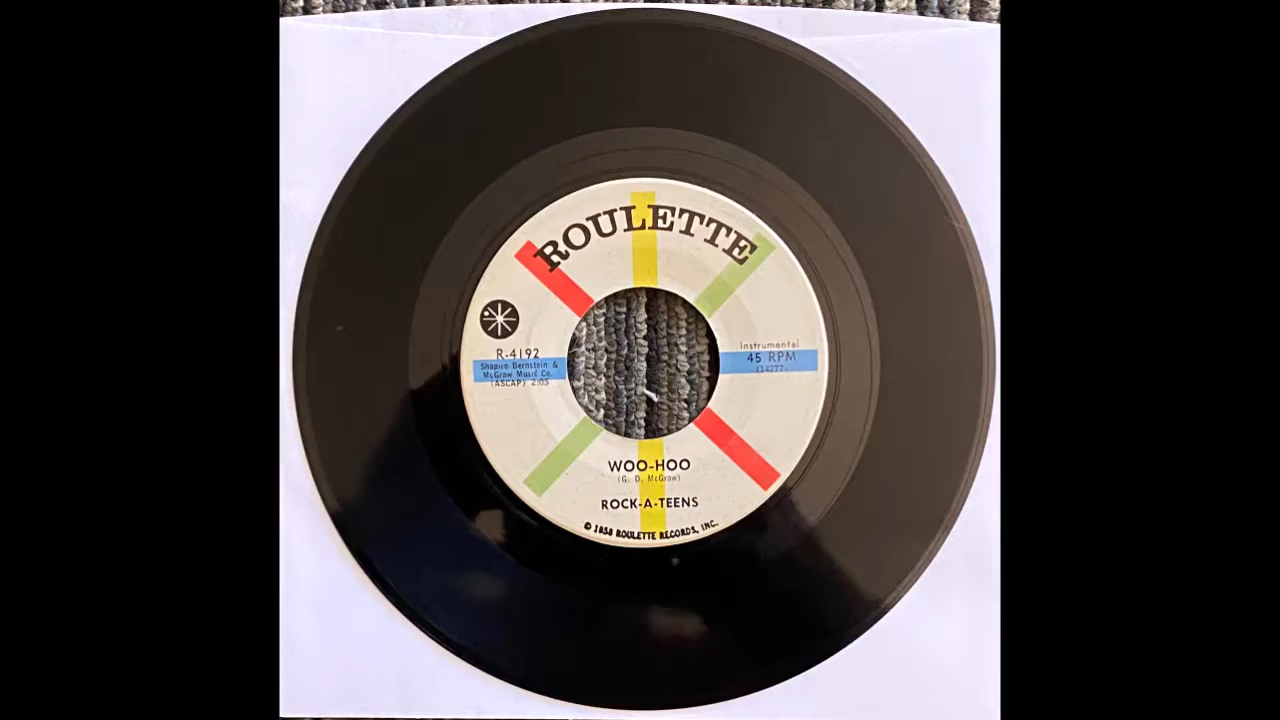 ROULETTE
R-4192
Shapiro-Bernstein &
McGraw Music Co.
(ASCAP) 2:05
Instrumental
45 RPM
(14277)
WOO-HOO
(G. D. McGraw)
ROCK-A-TEENS
© 1958 ROULETTE RECORDS, INC.